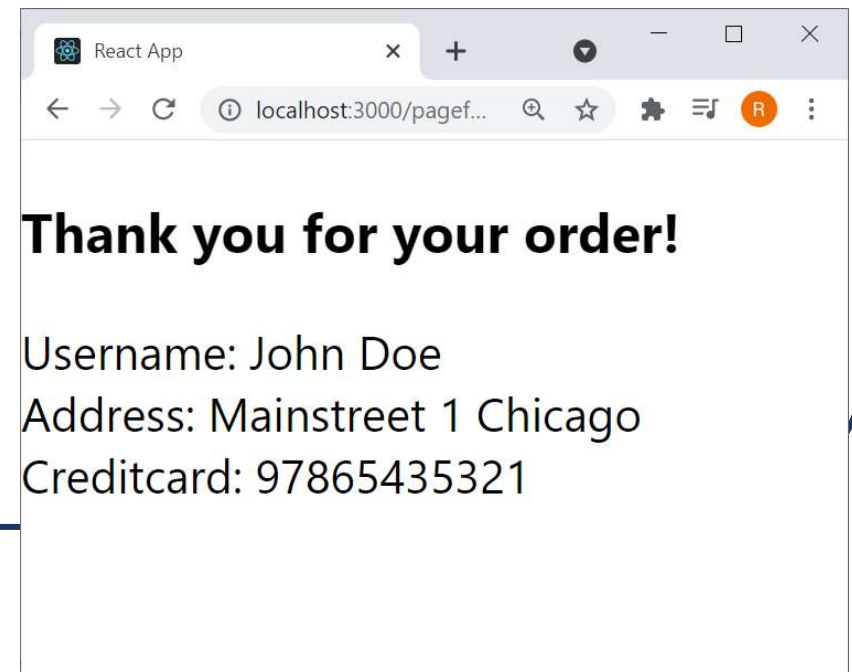 React App
localhost:3000/pagef...
R
Thank you for your order!
Username: John Doe
Address: Mainstreet 1 Chicago
Creditcard: 97865435321